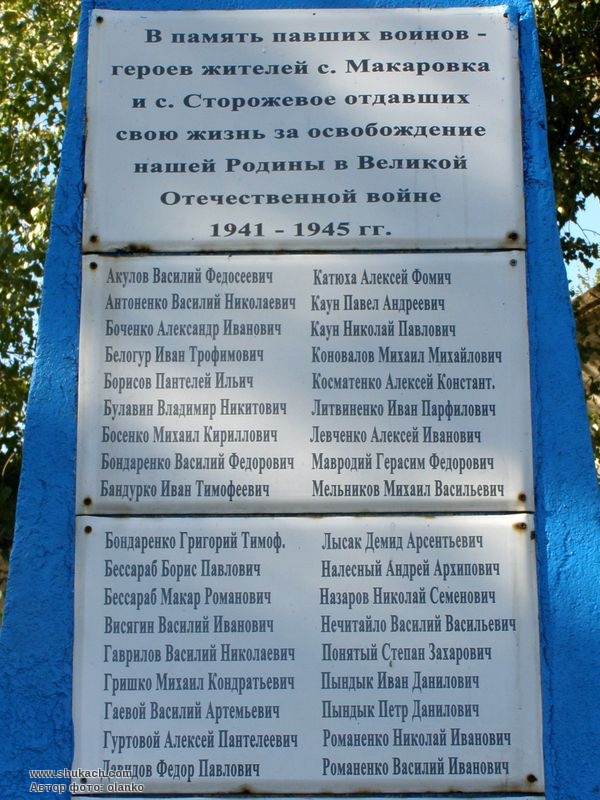 В память павших воинов -
героев жителей с. Макаровка
и с. Сторожевое отдавших
свою жизнь за освобождение
нашей Родины в Великой
Отечественной войне
1941 - 1945 гг.
Акулов Василий Федосеевич
Антоненко Василий Николаевич
Боченко Александр Иванович
Белогур Иван Трофимович
Борисов Пантелей Ильич
Булавин Владимир Никитович
Босенко Михаил Кириллович
Бондаренко Василий Федорович
Бандурко Иван Тимофеевич
Катюха Алексей Фомич
Каун Павел Андреевич
Каун Николай Павлович
Коновалов Михаил Михайлович
Косматенко Алексей Констант.
Литвиненко Иван Парфилович
Левченко Алексей Иванович
Мавродий Герасим Федорович
Мельников Михаил Васильевич
Бондаренко Григорий Тимоф.
Бессараб Борис Павлович
Бессараб Макар Романович
Висягин Василий Иванович
Гаврилов Василий Николаевич
Гришко Михаил Кондратьевич
Гаевой Василий Артемьевич
Гуртовой Алексей Пантелеевич
Давидов Федор Павлович
Лысак Демид Арсентьевич
Налесный Андрей Архипович
Назаров Николай Семенович
Нечитайло Василий Васильевич
Понятый Степан Захарович
Пындык Иван Данилович
Пындык Петр Данилович
Романенко Николай Иванович
Романенко Василий Иванович
www.shukach.com
Автор фото: olanko